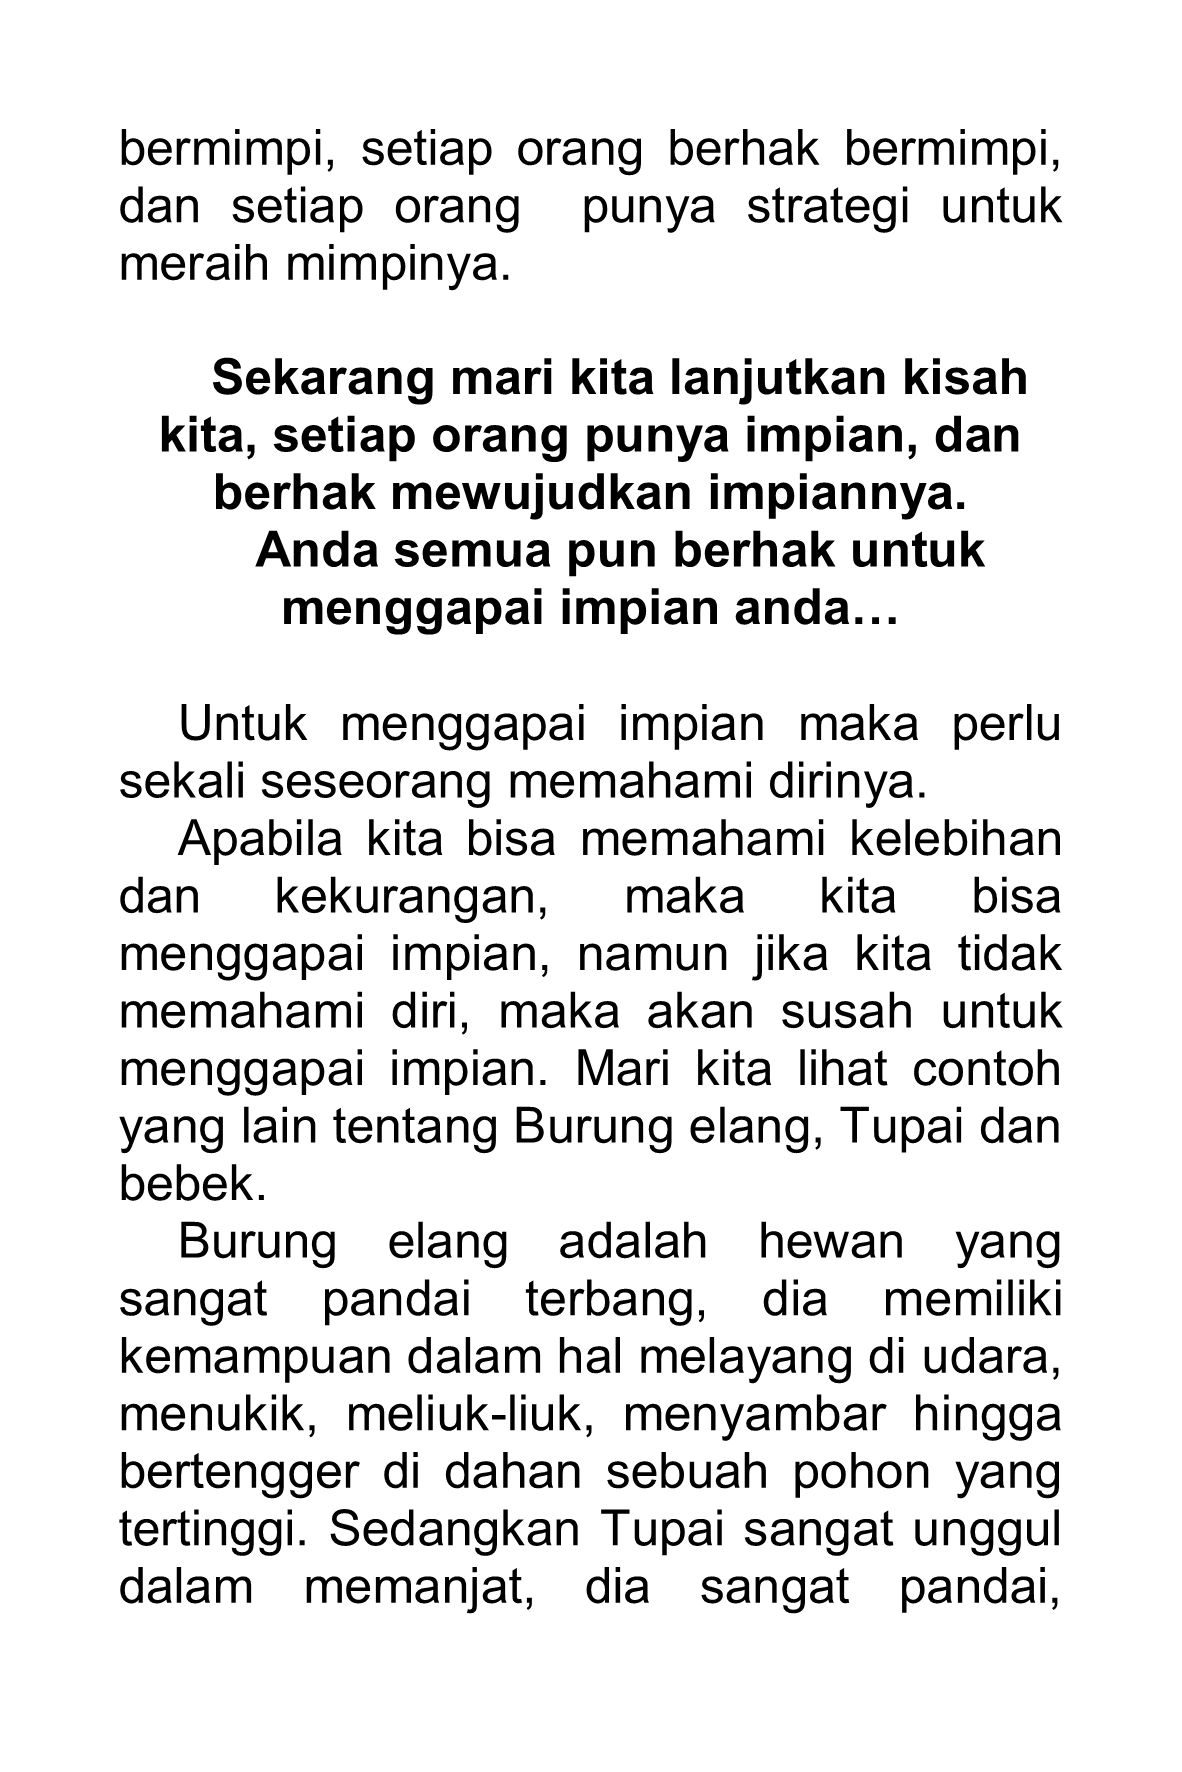 bermimpi, setiap orang berhak bermimpi,
dan setiap orang punya strategi untuk
meraih mimpinya.
Sekarang mari kita lanjutkan kisah
kita, setiap orang punya impian, dan
berhak mewujudkan impiannya.
Anda semua pun berhak untuk
menggapai impian anda…
Untuk menggapai impian maka perlu
sekali seseorang memahami dirinya.
Apabila kita bisa memahami kelebihan
dan kekurangan, maka kita bisa
menggapai impian, namun jika kita tidak
memahami diri, maka akan susah untuk
menggapai impian. Mari kita lihat contoh
yang lain tentang Burung elang, Tupai dan
bebek.
Burung elang adalah hewan yang
sangat pandai terbang, dia memiliki
kemampuan dalam hal melayang di udara,
menukik, meliuk-liuk, menyambar hingga
bertengger di dahan sebuah pohon yang
tertinggi. Sedangkan Tupai sangat unggul
dalam memanjat, dia sangat pandai,